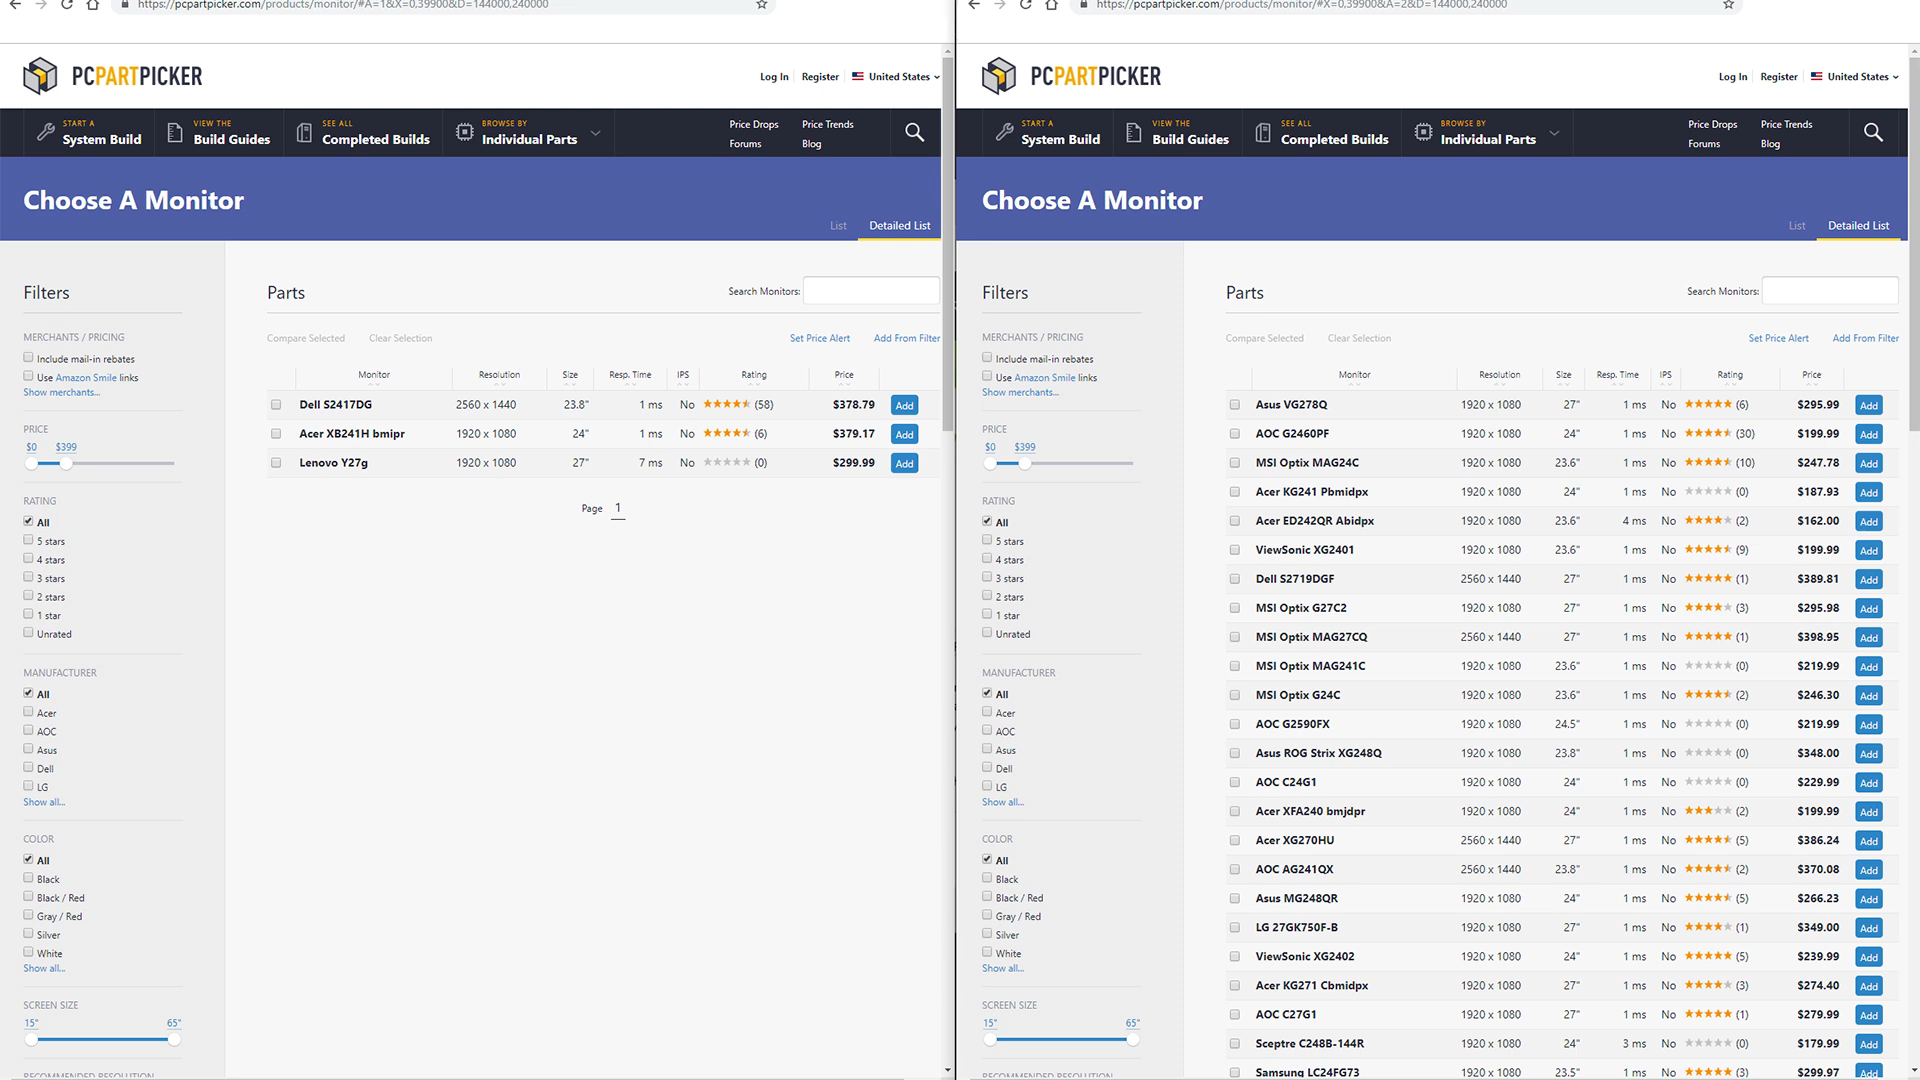 https://pcpartpicker.com/products/monitor/#A=1&X=0,39900&D=144000,240000
PCPARTPICKER
Log In Register United States
START A System Build
VIEW THE Build Guides
SEE ALL Completed Builds
BROWSE BY Individual Parts
Price Drops Price Trends
Forums Blog
Choose A Monitor
List Detailed List
Filters
MERCHANTS / PRICING
Include mail-in rebates
Use Amazon Smile links
Show merchants...
PRICE
$0 $399
RATING
All
5 stars
4 stars
3 stars
2 stars
1 star
Unrated
MANUFACTURER
All
Acer
AOC
Asus
Dell
LG
Show all...
COLOR
All
Black
Black / Red
Gray / Red
Silver
White
Show all...
SCREEN SIZE
15" 65"
RECOMMENDED RESOLUTION
Parts
Search Monitors:
Compare Selected Clear Selection Set Price Alert Add From Filter
Monitor Resolution Size Resp. Time IPS Rating Price
Dell S2417DG 2560 x 1440 23.8" 1 ms No (58) $378.79 Add
Acer XB241H bmipr 1920 x 1080 24" 1 ms No (6) $379.17 Add
Lenovo Y27g 1920 x 1080 27" 7 ms No (0) $299.99 Add
Page 1
https://pcpartpicker.com/products/monitor/#X=0,39900&A=2&D=144000,240000
PCPARTPICKER
Log In Register United States
START A System Build
VIEW THE Build Guides
SEE ALL Completed Builds
BROWSE BY Individual Parts
Price Drops Price Trends
Forums Blog
Choose A Monitor
List Detailed List
Filters
MERCHANTS / PRICING
Include mail-in rebates
Use Amazon Smile links
Show merchants...
PRICE
$0 $399
RATING
All
5 stars
4 stars
3 stars
2 stars
1 star
Unrated
MANUFACTURER
All
Acer
AOC
Asus
Dell
LG
Show all...
COLOR
All
Black
Black / Red
Gray / Red
Silver
White
Show all...
SCREEN SIZE
15" 65"
RECOMMENDED RESOLUTION
Parts
Search Monitors:
Compare Selected Clear Selection Set Price Alert Add From Filter
Monitor Resolution Size Resp. Time IPS Rating Price
Asus VG278Q 1920 x 1080 27" 1 ms No (6) $295.99 Add
AOC G2460PF 1920 x 1080 24" 1 ms No (30) $199.99 Add
MSI Optix MAG24C 1920 x 1080 23.6" 1 ms No (10) $247.78 Add
Acer KG241 Pbmidpx 1920 x 1080 24" 1 ms No (0) $187.93 Add
Acer ED242QR Abidpx 1920 x 1080 23.6" 4 ms No (2) $162.00 Add
ViewSonic XG2401 1920 x 1080 23.6" 1 ms No (9) $199.99 Add
Dell S2719DGF 2560 x 1440 27" 1 ms No (1) $389.81 Add
MSI Optix G27C2 1920 x 1080 27" 1 ms No (3) $295.98 Add
MSI Optix MAG27CQ 2560 x 1440 27" 1 ms No (1) $398.95 Add
MSI Optix MAG241C 1920 x 1080 23.6" 1 ms No (0) $219.99 Add
MSI Optix G24C 1920 x 1080 23.6" 1 ms No (2) $246.30 Add
AOC G2590FX 1920 x 1080 24.5" 1 ms No (0) $219.99 Add
Asus ROG Strix XG248Q 1920 x 1080 23.8" 1 ms No (0) $348.00 Add
AOC C24G1 1920 x 1080 24" 1 ms No (0) $229.99 Add
Acer XFA240 bmjdpr 1920 x 1080 24" 1 ms No (2) $199.99 Add
Acer XG270HU 2560 x 1440 27" 1 ms No (5) $386.24 Add
AOC AG241QX 2560 x 1440 23.8" 1 ms No (2) $370.08 Add
Asus MG248QR 1920 x 1080 24" 1 ms No (5) $266.23 Add
LG 27GK750F-B 1920 x 1080 27" 1 ms No (1) $349.00 Add
ViewSonic XG2402 1920 x 1080 24" 1 ms No (5) $239.99 Add
Acer KG271 Cbmidpx 1920 x 1080 27" 1 ms No (3) $274.40 Add
AOC C27G1 1920 x 1080 27" 1 ms No (1) $279.99 Add
Sceptre C248B-144R 1920 x 1080 24" 3 ms No (0) $179.99 Add
Samsung LC24FG73 1920 x 1080 23.5" 1 ms No (3) $299.97 Add